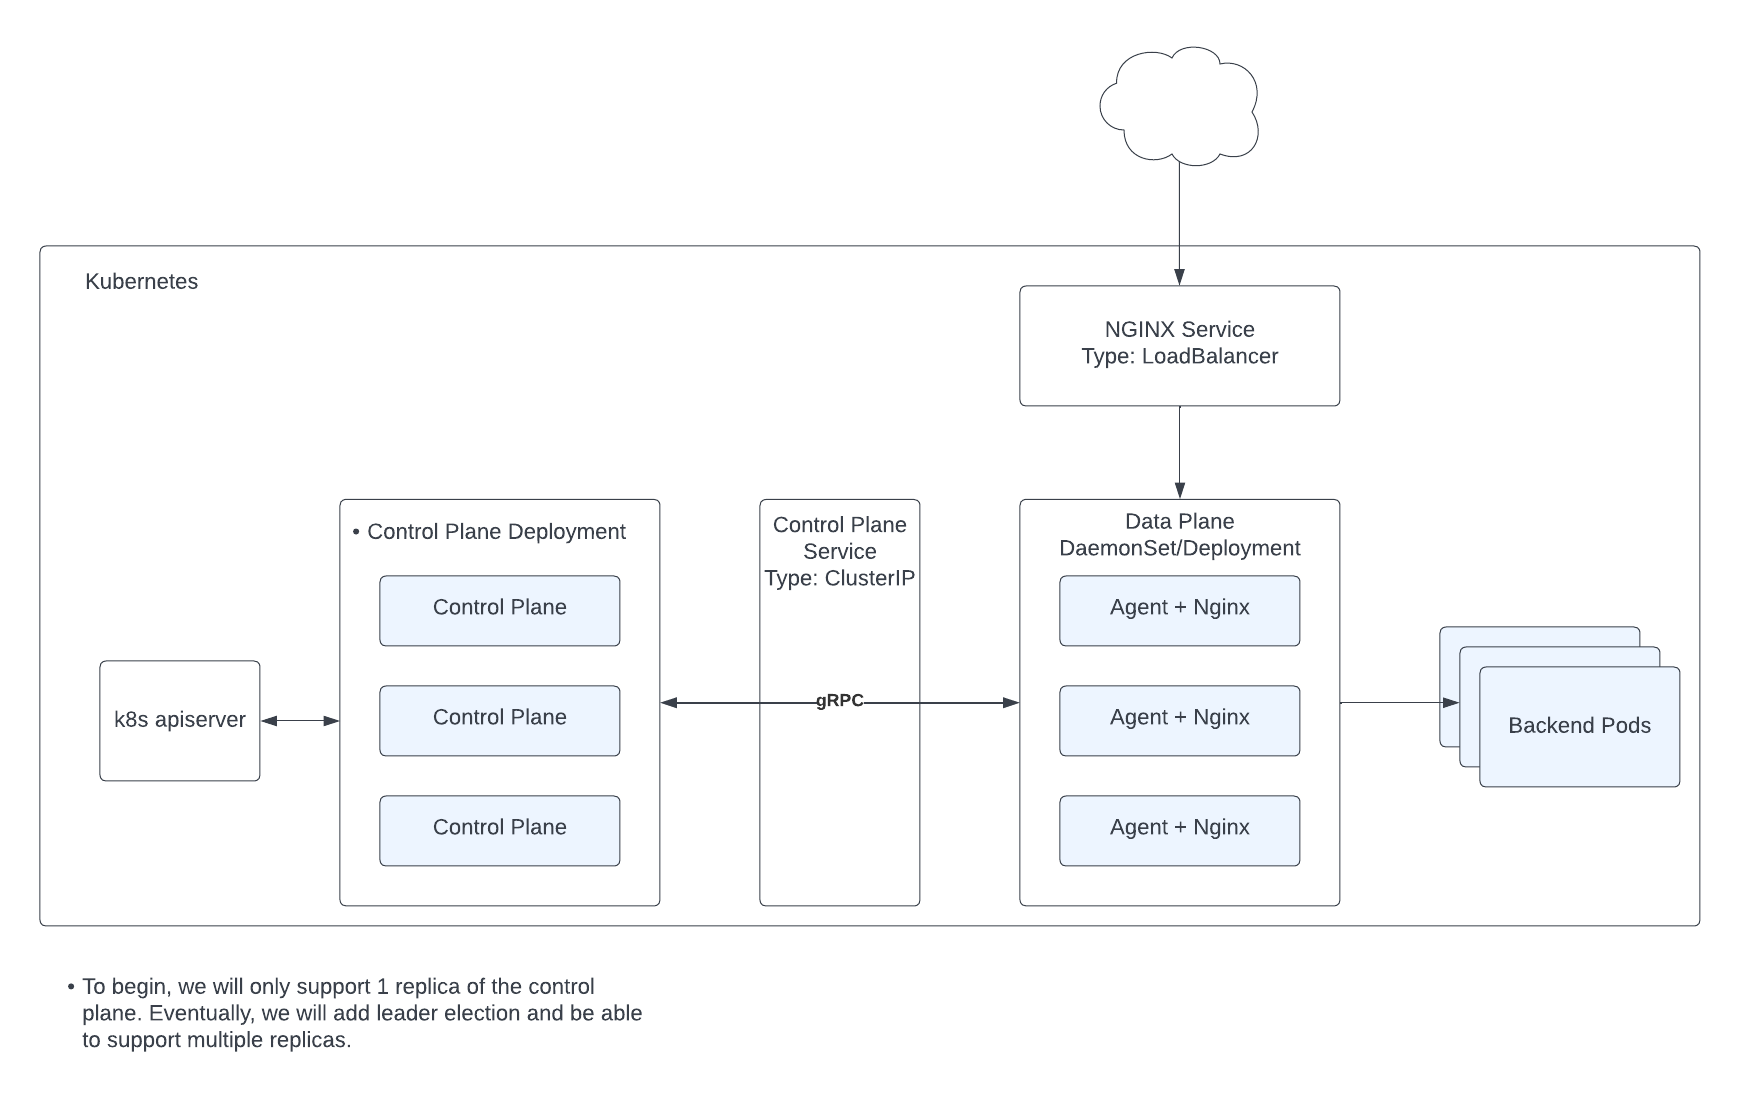 Kubernetes
NGINX Service
Type: LoadBalancer
• Control Plane Deployment
Control Plane
Control Plane
Control Plane
k8s apiserver
Control Plane
Service
Type: ClusterIP
gRPC
Data Plane
DaemonSet/Deployment
Agent + Nginx
Agent + Nginx
Agent + Nginx
Backend Pods
• To begin, we will only support 1 replica of the control
plane. Eventually, we will add leader election and be able
to support multiple replicas.